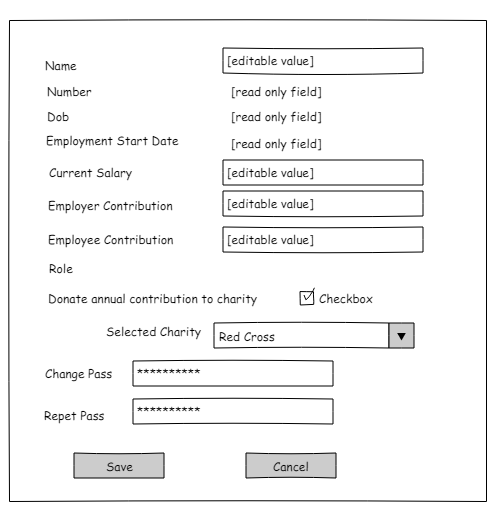 Name [editable value]
Number [read only field]
Dob [read only field]
Employment Start Date [read only field]
Current Salary [editable value]
Employer Contribution [editable value]
Employee Contribution [editable value]
Role
Donate annual contribution to charity Checkbox
Selected Charity Red Cross
Change Pass **********
Repet Pass **********
Save Cancel